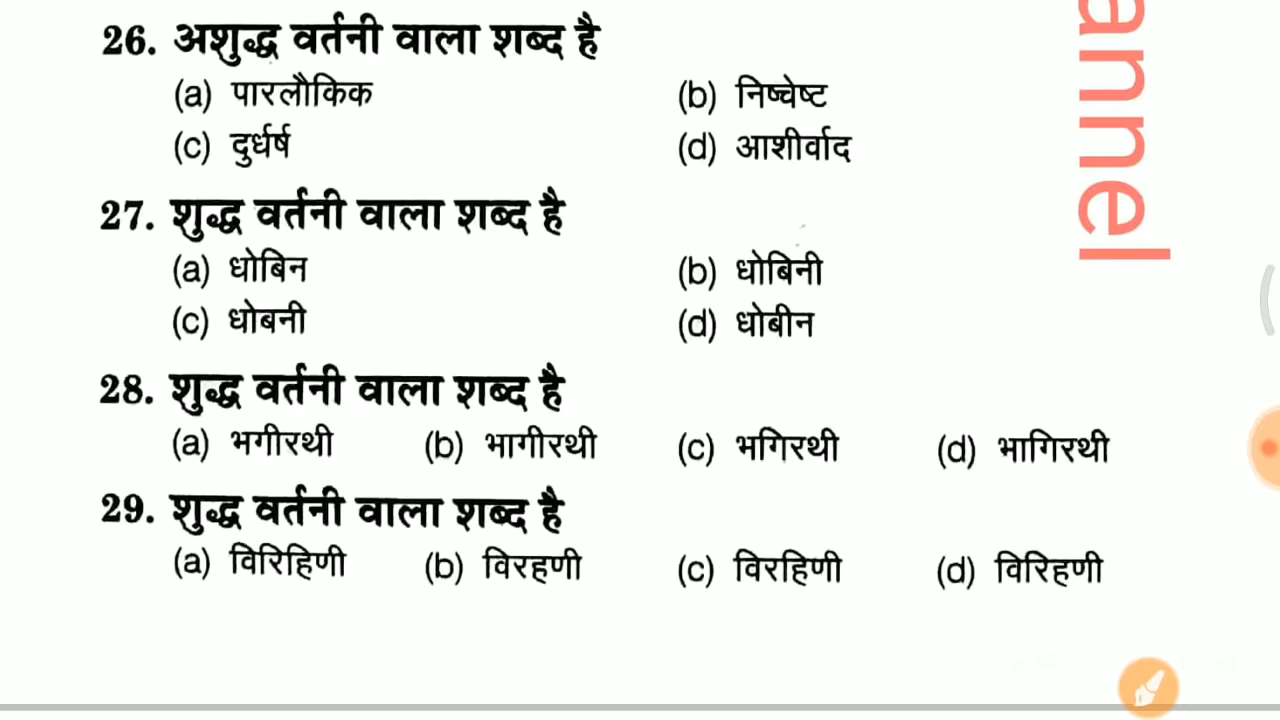 26. अशुद्ध वर्तनी वाला शब्द है
(a) पारलौकिक (b) निष्चेष्ट
(c) दुर्धर्ष (d) आशीर्वाद
27. शुद्ध वर्तनी वाला शब्द है
(a) धोबिन (b) धोबिनी
(c) धोबनी (d) धोबीन
28. शुद्ध वर्तनी वाला शब्द है
(a) भगीरथी (b) भागीरथी (c) भगिरथी (d) भागिरथी
29. शुद्ध वर्तनी वाला शब्द है
(a) विरिहिणी (b) विरहणी (c) विरहिणी (d) विरिहणी
annel